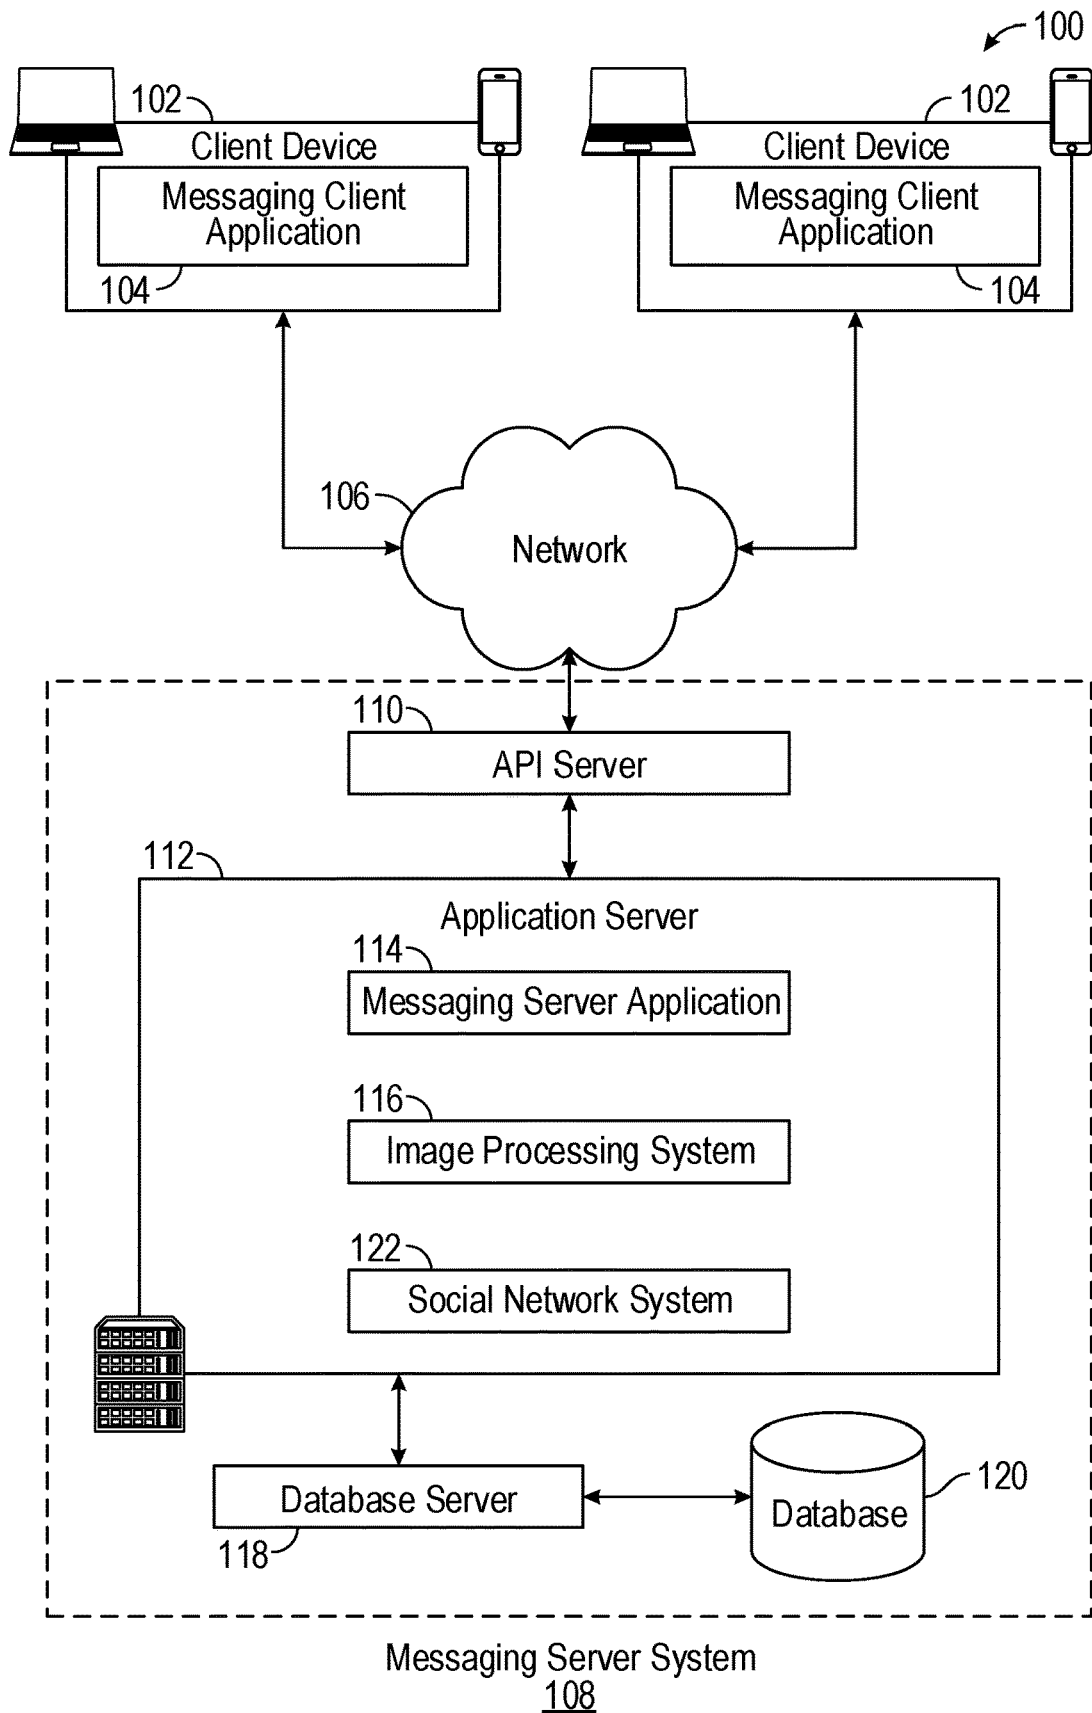 100
102
102
Client Device
Client Device
Messaging Client
Application
Messaging Client
Application
104
104
106
Network
110
API Server
112
Application Server
114
Messaging Server Application
116
Image Processing System
122
Social Network System
Database Server
118
Database
120
Messaging Server System
108